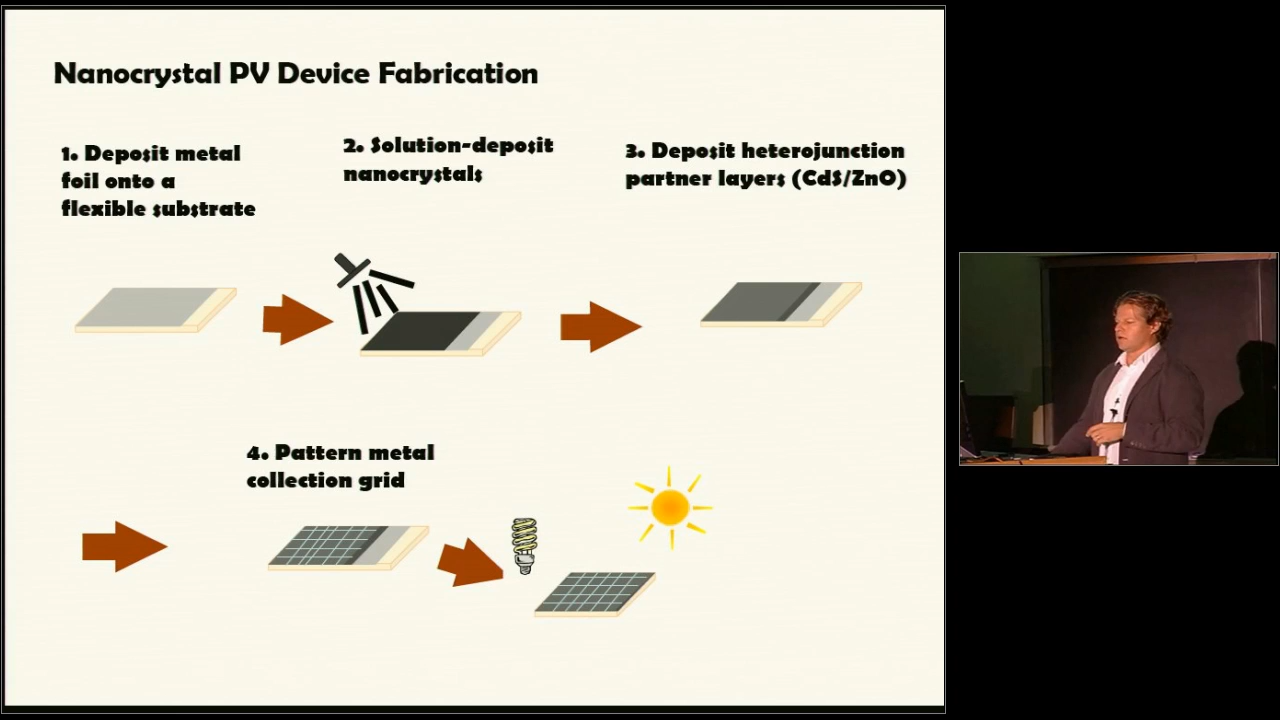 Nanocrystal PV Device Fabrication
1. Deposit metal
foil onto a
flexible substrate
2. Solution-deposit
nanocrystals
3. Deposit heterojunction
partner layers (CdS/ZnO)
4. Pattern metal
collection grid